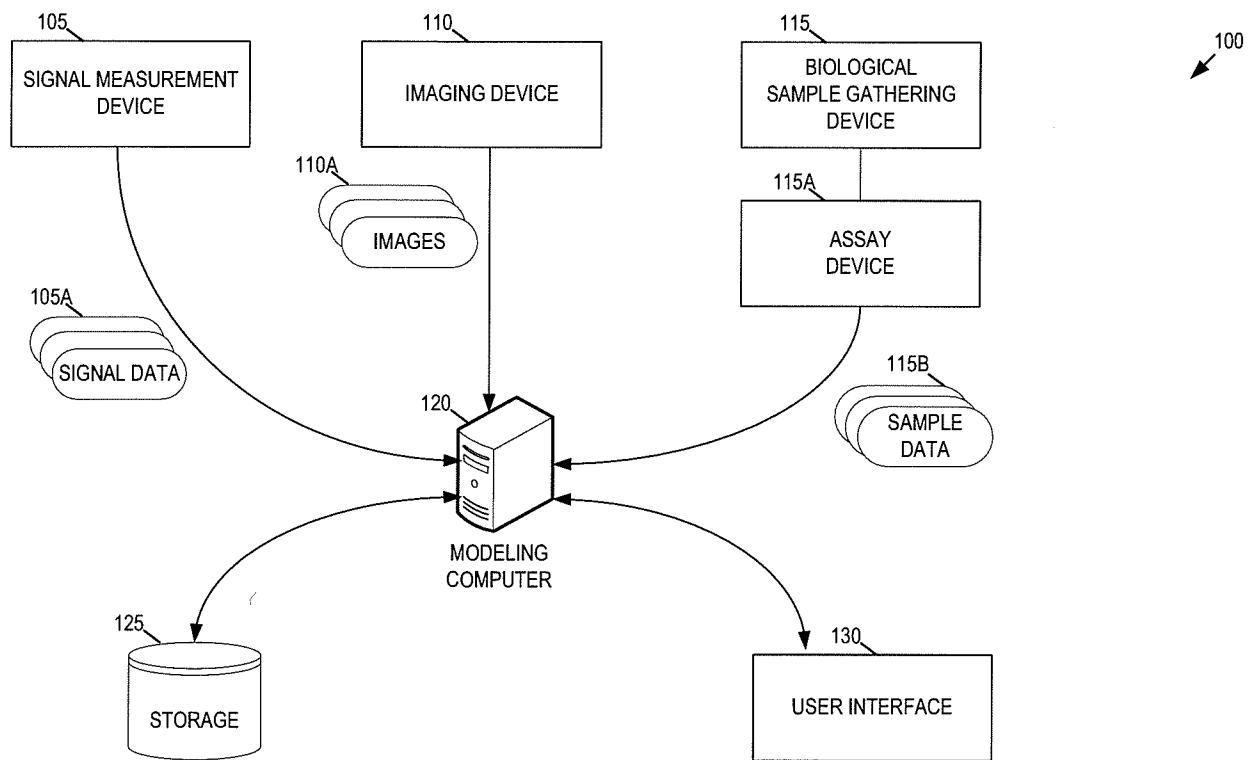 105
SIGNAL MEASUREMENT
DEVICE
110
IMAGING DEVICE
115
BIOLOGICAL
SAMPLE GATHERING
DEVICE
100
110A
IMAGES
115A
ASSAY
DEVICE
105A
SIGNAL DATA
115B
SAMPLE
DATA
120
MODELING
COMPUTER
125
STORAGE
130
USER INTERFACE